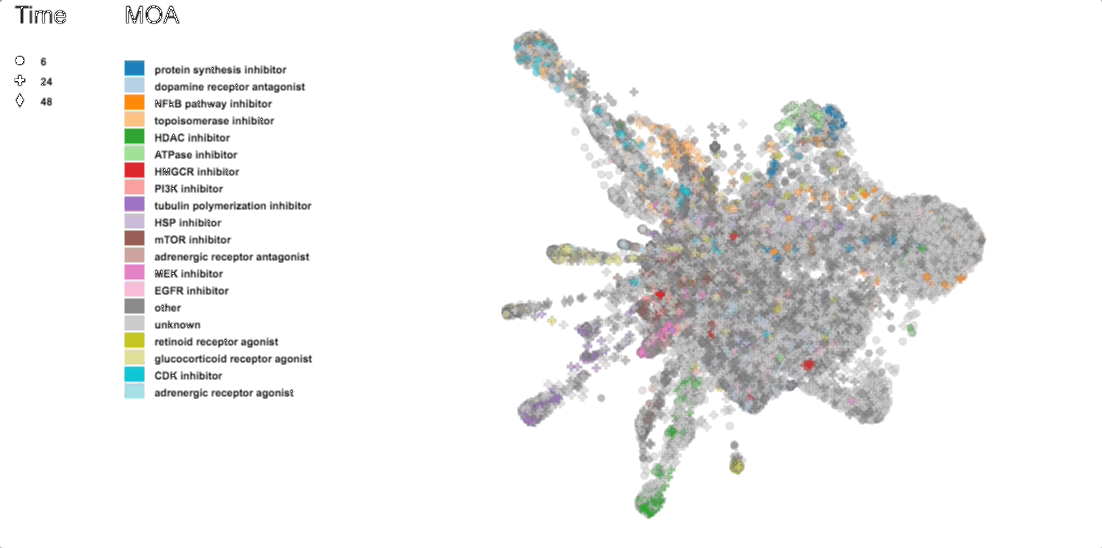 Time MOA
6
24
48
protein synthesis inhibitor
dopamine receptor antagonist
NFkB pathway inhibitor
topoisomerase inhibitor
HDAC inhibitor
ATPase inhibitor
HMGCR inhibitor
PI3K inhibitor
tubulin polymerization inhibitor
HSP inhibitor
mTOR inhibitor
adrenergic receptor antagonist
MEK inhibitor
EGFR inhibitor
other
unknown
retinoid receptor agonist
glucocorticoid receptor agonist
CDK inhibitor
adrenergic receptor agonist